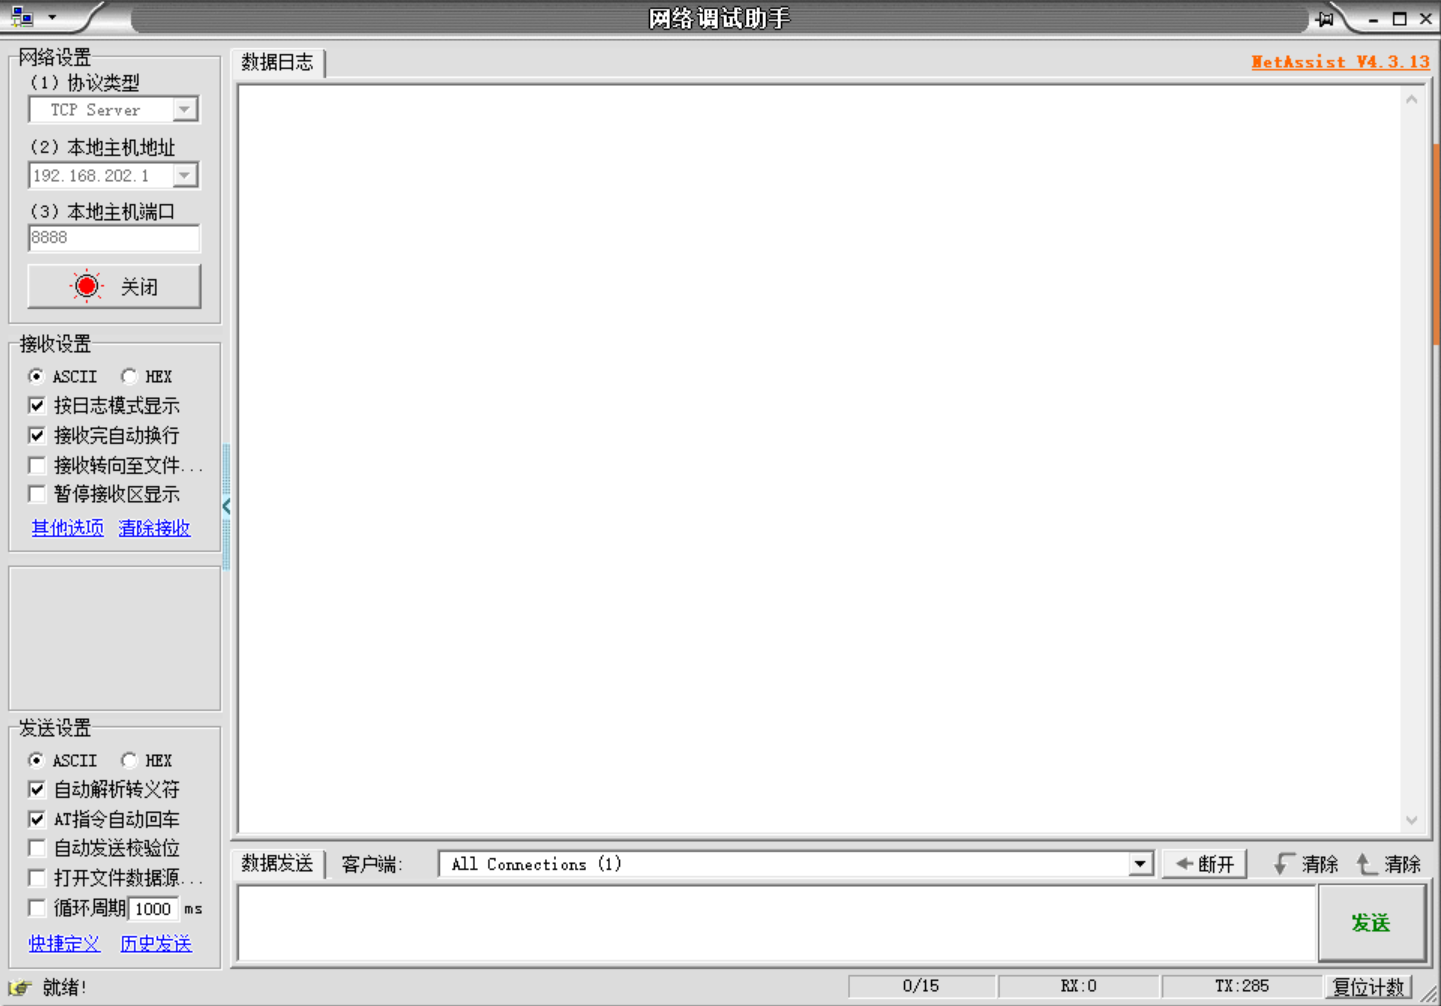 网络调试助手
网络设置
(1) 协议类型
TCP Server
(2) 本地主机地址
192.168.202.1
(3) 本地主机端口
8888
关闭
接收设置
ASCII HEX
按日志模式显示
接收完自动换行
接收转向至文件...
暂停接收区显示
其他选项 清除接收
发送设置
ASCII HEX
自动解析转义符
AT指令自动回车
自动发送校验位
打开文件数据源...
循环周期 1000 ms
快捷定义 历史发送
数据日志
NetAssist V4.3.13
数据发送 客户端: All Connections (1) 断开 清除 清除
发送
就绪! 0/15 RX:0 TX:285 复位计数